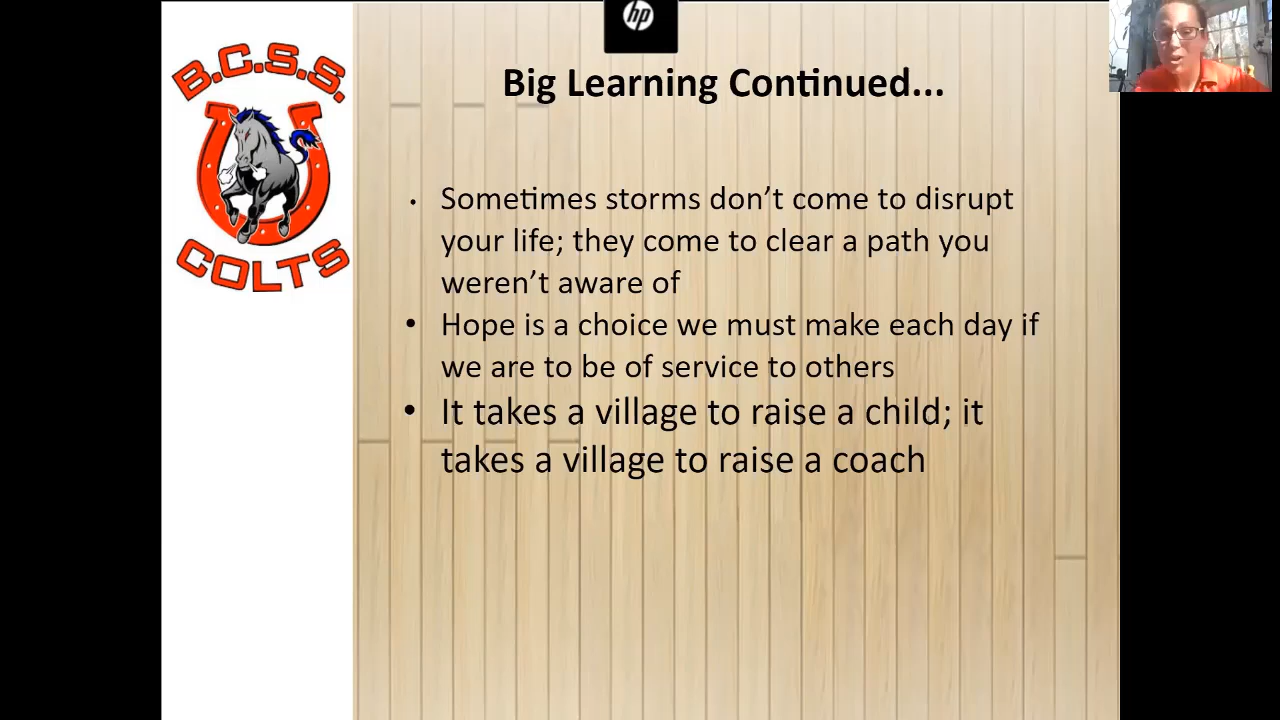 hp
B.C.S.S.
COLTS
Big Learning Continued...
• Sometimes storms don’t come to disrupt
your life; they come to clear a path you
weren’t aware of
• Hope is a choice we must make each day if
we are to be of service to others
• It takes a village to raise a child; it
takes a village to raise a coach